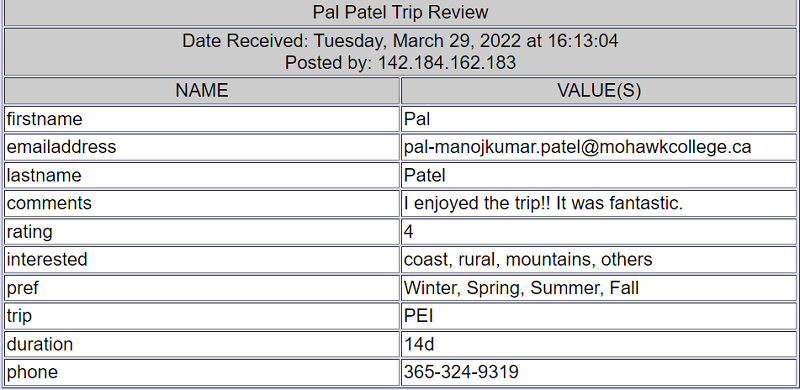 Pal Patel Trip Review
Date Received: Tuesday, March 29, 2022 at 16:13:04
Posted by: 142.184.162.183
NAME VALUE(S)
firstname Pal
emailaddress pal-manojkumar.patel@mohawkcollege.ca
lastname Patel
comments I enjoyed the trip!! It was fantastic.
rating 4
interested coast, rural, mountains, others
pref Winter, Spring, Summer, Fall
trip PEI
duration 14d
phone 365-324-9319